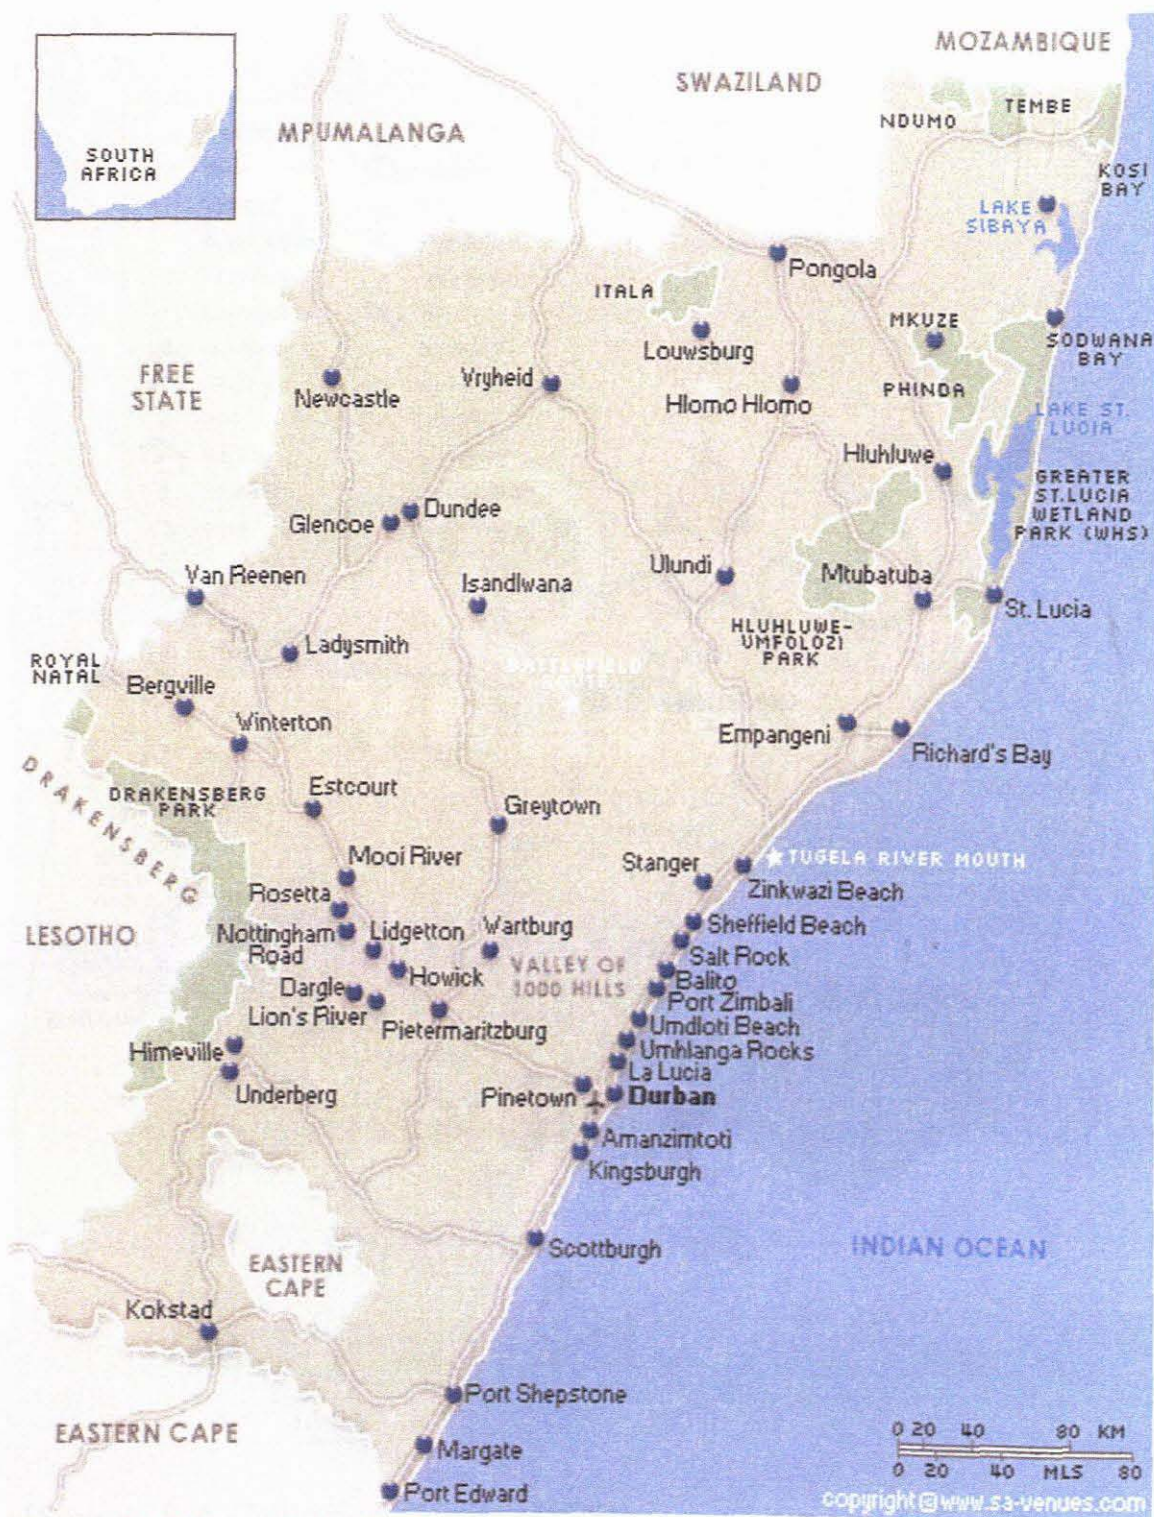 MOZAMBIQUE
SWAZILAND
MPUMALANGA
SOUTH
AFRICA
TEMBE
NDUMO
KOSI
BAY
LAKE
SIBAYA
Pongola
ITALA
MKUZE
SODWANA
BAY
Louwsburg
FREE
STATE
Newcastle
Vryheid
Hlomo Hlomo
PHINDA
LAKE ST.
LUCIA
Hluhluwe
GREATER
ST.LUCIA
WETLAND
PARK (WHS)
Dundee
Glencoe
Van Reenen
Isandlwana
Ulundi
Mtubatuba
St. Lucia
HLUHLUWE-
UMFOLOZI
PARK
Ladysmith
ROYAL
NATAL
Bergville
Winterton
Empangeni
Richard's Bay
DRAKENSBERG
DRAKENSBERG
PARK
Estcourt
Greytown
Mooi River
Stanger
TUGELA RIVER MOUTH
Zinkwazi Beach
Rosetta
LESOTHO
Nottingham
Road
Lidgetton
Wartburg
Sheffield Beach
Salt Rock
VALLEY OF
1000 HILLS
Howick
Balito
Dargle
Port Zimbali
Lion's River
Pietermaritzburg
Umdloti Beach
Himeville
Umhlanga Rocks
La Lucia
Underberg
Pinetown
Durban
Amanzimtoti
Kingsburgh
Scottburgh
INDIAN OCEAN
EASTERN
CAPE
Kokstad
Port Shepstone
EASTERN CAPE
Margate
Port Edward
0 20 40 80 KM
0 20 40 MLS 80
copyright@www.sa-venues.com